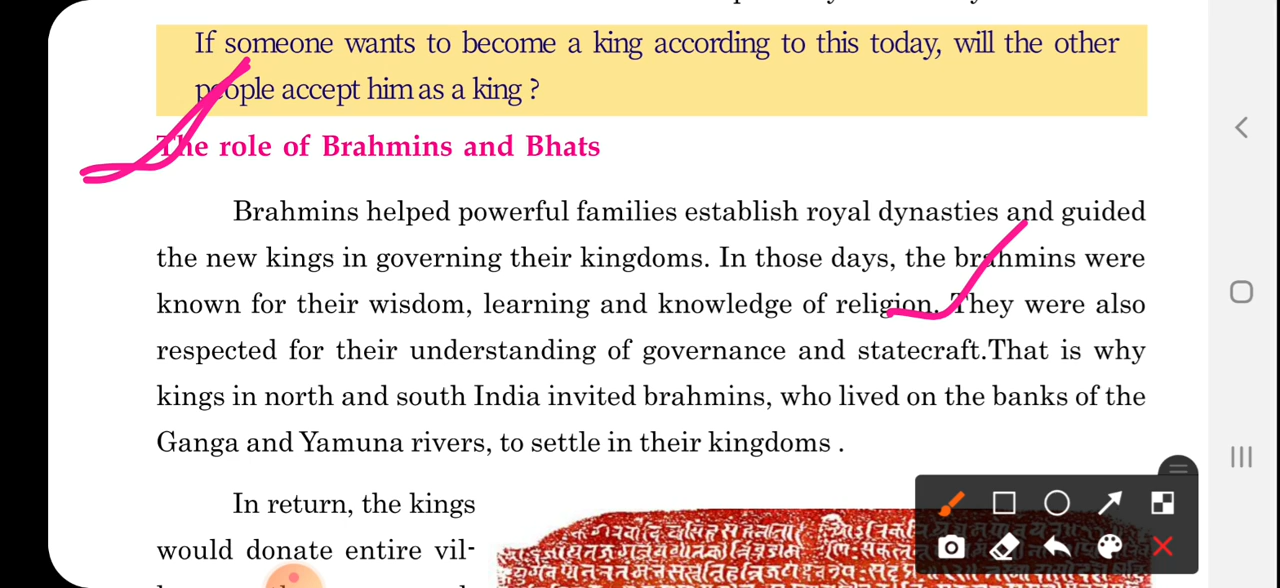 If someone wants to become a king according to this today, will the other
people accept him as a king ?
The role of Brahmins and Bhats
Brahmins helped powerful families establish royal dynasties and guided
the new kings in governing their kingdoms. In those days, the brahmins were
known for their wisdom, learning and knowledge of religion. They were also
respected for their understanding of governance and statecraft.That is why
kings in north and south India invited brahmins, who lived on the banks of the
Ganga and Yamuna rivers, to settle in their kingdoms .
In return, the kings
would donate entire vil-